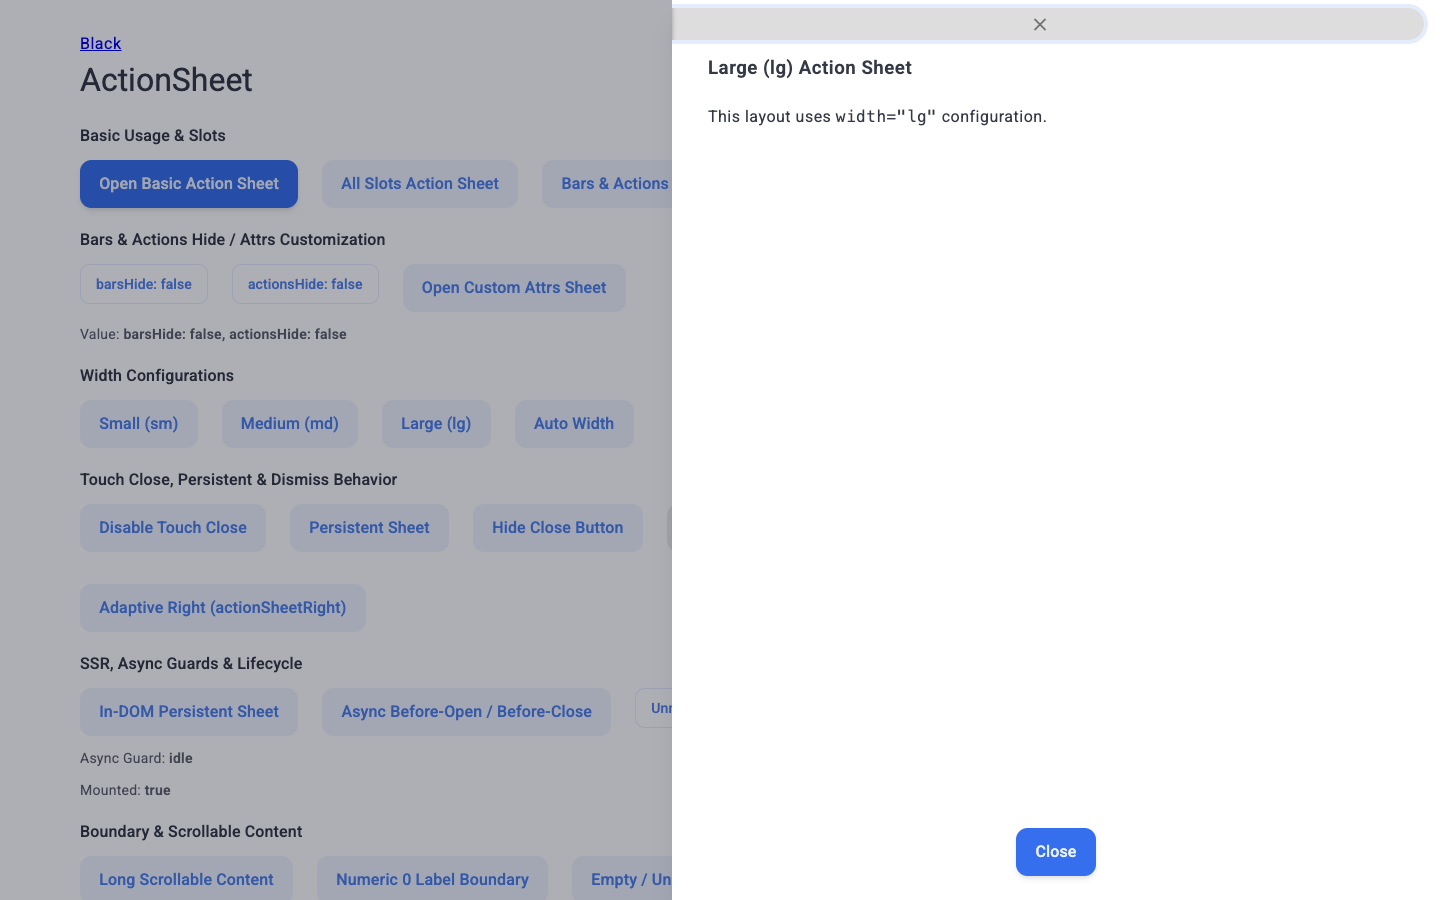 Black
ActionSheet
Basic Usage & Slots
Open Basic Action Sheet
All Slots Action Sheet
Bars & Actions
Bars & Actions Hide / Attrs Customization
barsHide: false
actionsHide: false
Open Custom Attrs Sheet
Value: barsHide: false, actionsHide: false
Width Configurations
Small (sm)
Medium (md)
Large (lg)
Auto Width
Touch Close, Persistent & Dismiss Behavior
Disable Touch Close
Persistent Sheet
Hide Close Button
Adaptive Right (actionSheetRight)
SSR, Async Guards & Lifecycle
In-DOM Persistent Sheet
Async Before-Open / Before-Close
Async Guard: idle
Mounted: true
Boundary & Scrollable Content
Long Scrollable Content
Numeric 0 Label Boundary
Empty / Un
Large (lg) Action Sheet
This layout uses width="lg" configuration.
Close